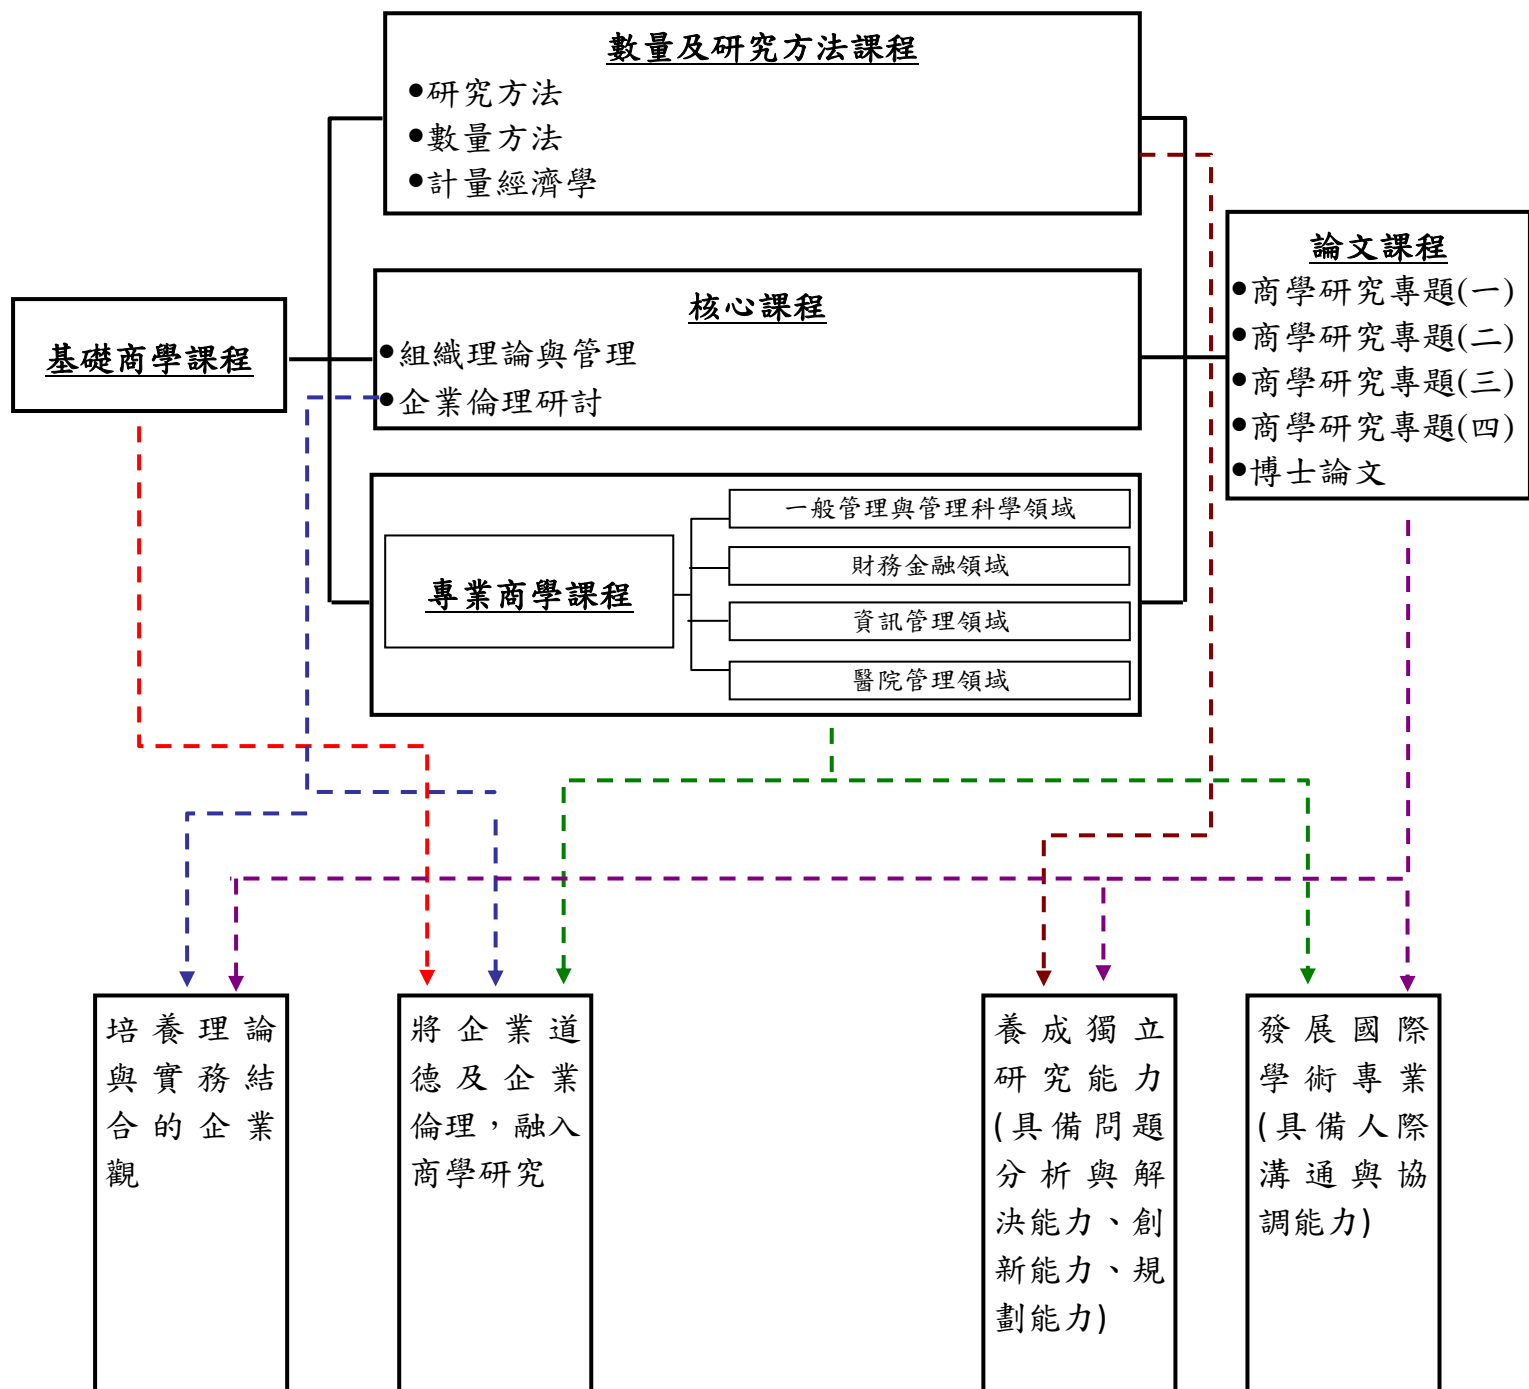 數量及研究方法課程
●研究方法
●數量方法
●計量經濟學
基礎商學課程
核心課程
●組織理論與管理
●企業倫理研討
專業商學課程
一般管理與管理科學領域
財務金融領域
資訊管理領域
醫院管理領域
論文課程
●商學研究專題(一)
●商學研究專題(二)
●商學研究專題(三)
●商學研究專題(四)
●博士論文
培養理論
與實務結
合的企業
觀
將企業道
德及企業
倫理，融入
商學研究
養成獨立
研究能力
(具備問題
分析與解
決能力、創
新能力、規
劃能力)
發展國際
學術專業
(具備人際
溝通與協
調能力)